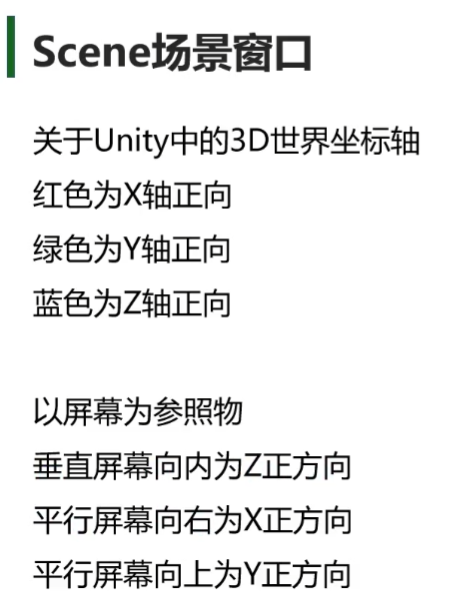 Scene场景窗口
关于Unity中的3D世界坐标轴
红色为X轴正向
绿色为Y轴正向
蓝色为Z轴正向
以屏幕为参照物
垂直屏幕向内为Z正方向
平行屏幕向右为X正方向
平行屏幕向上为Y正方向